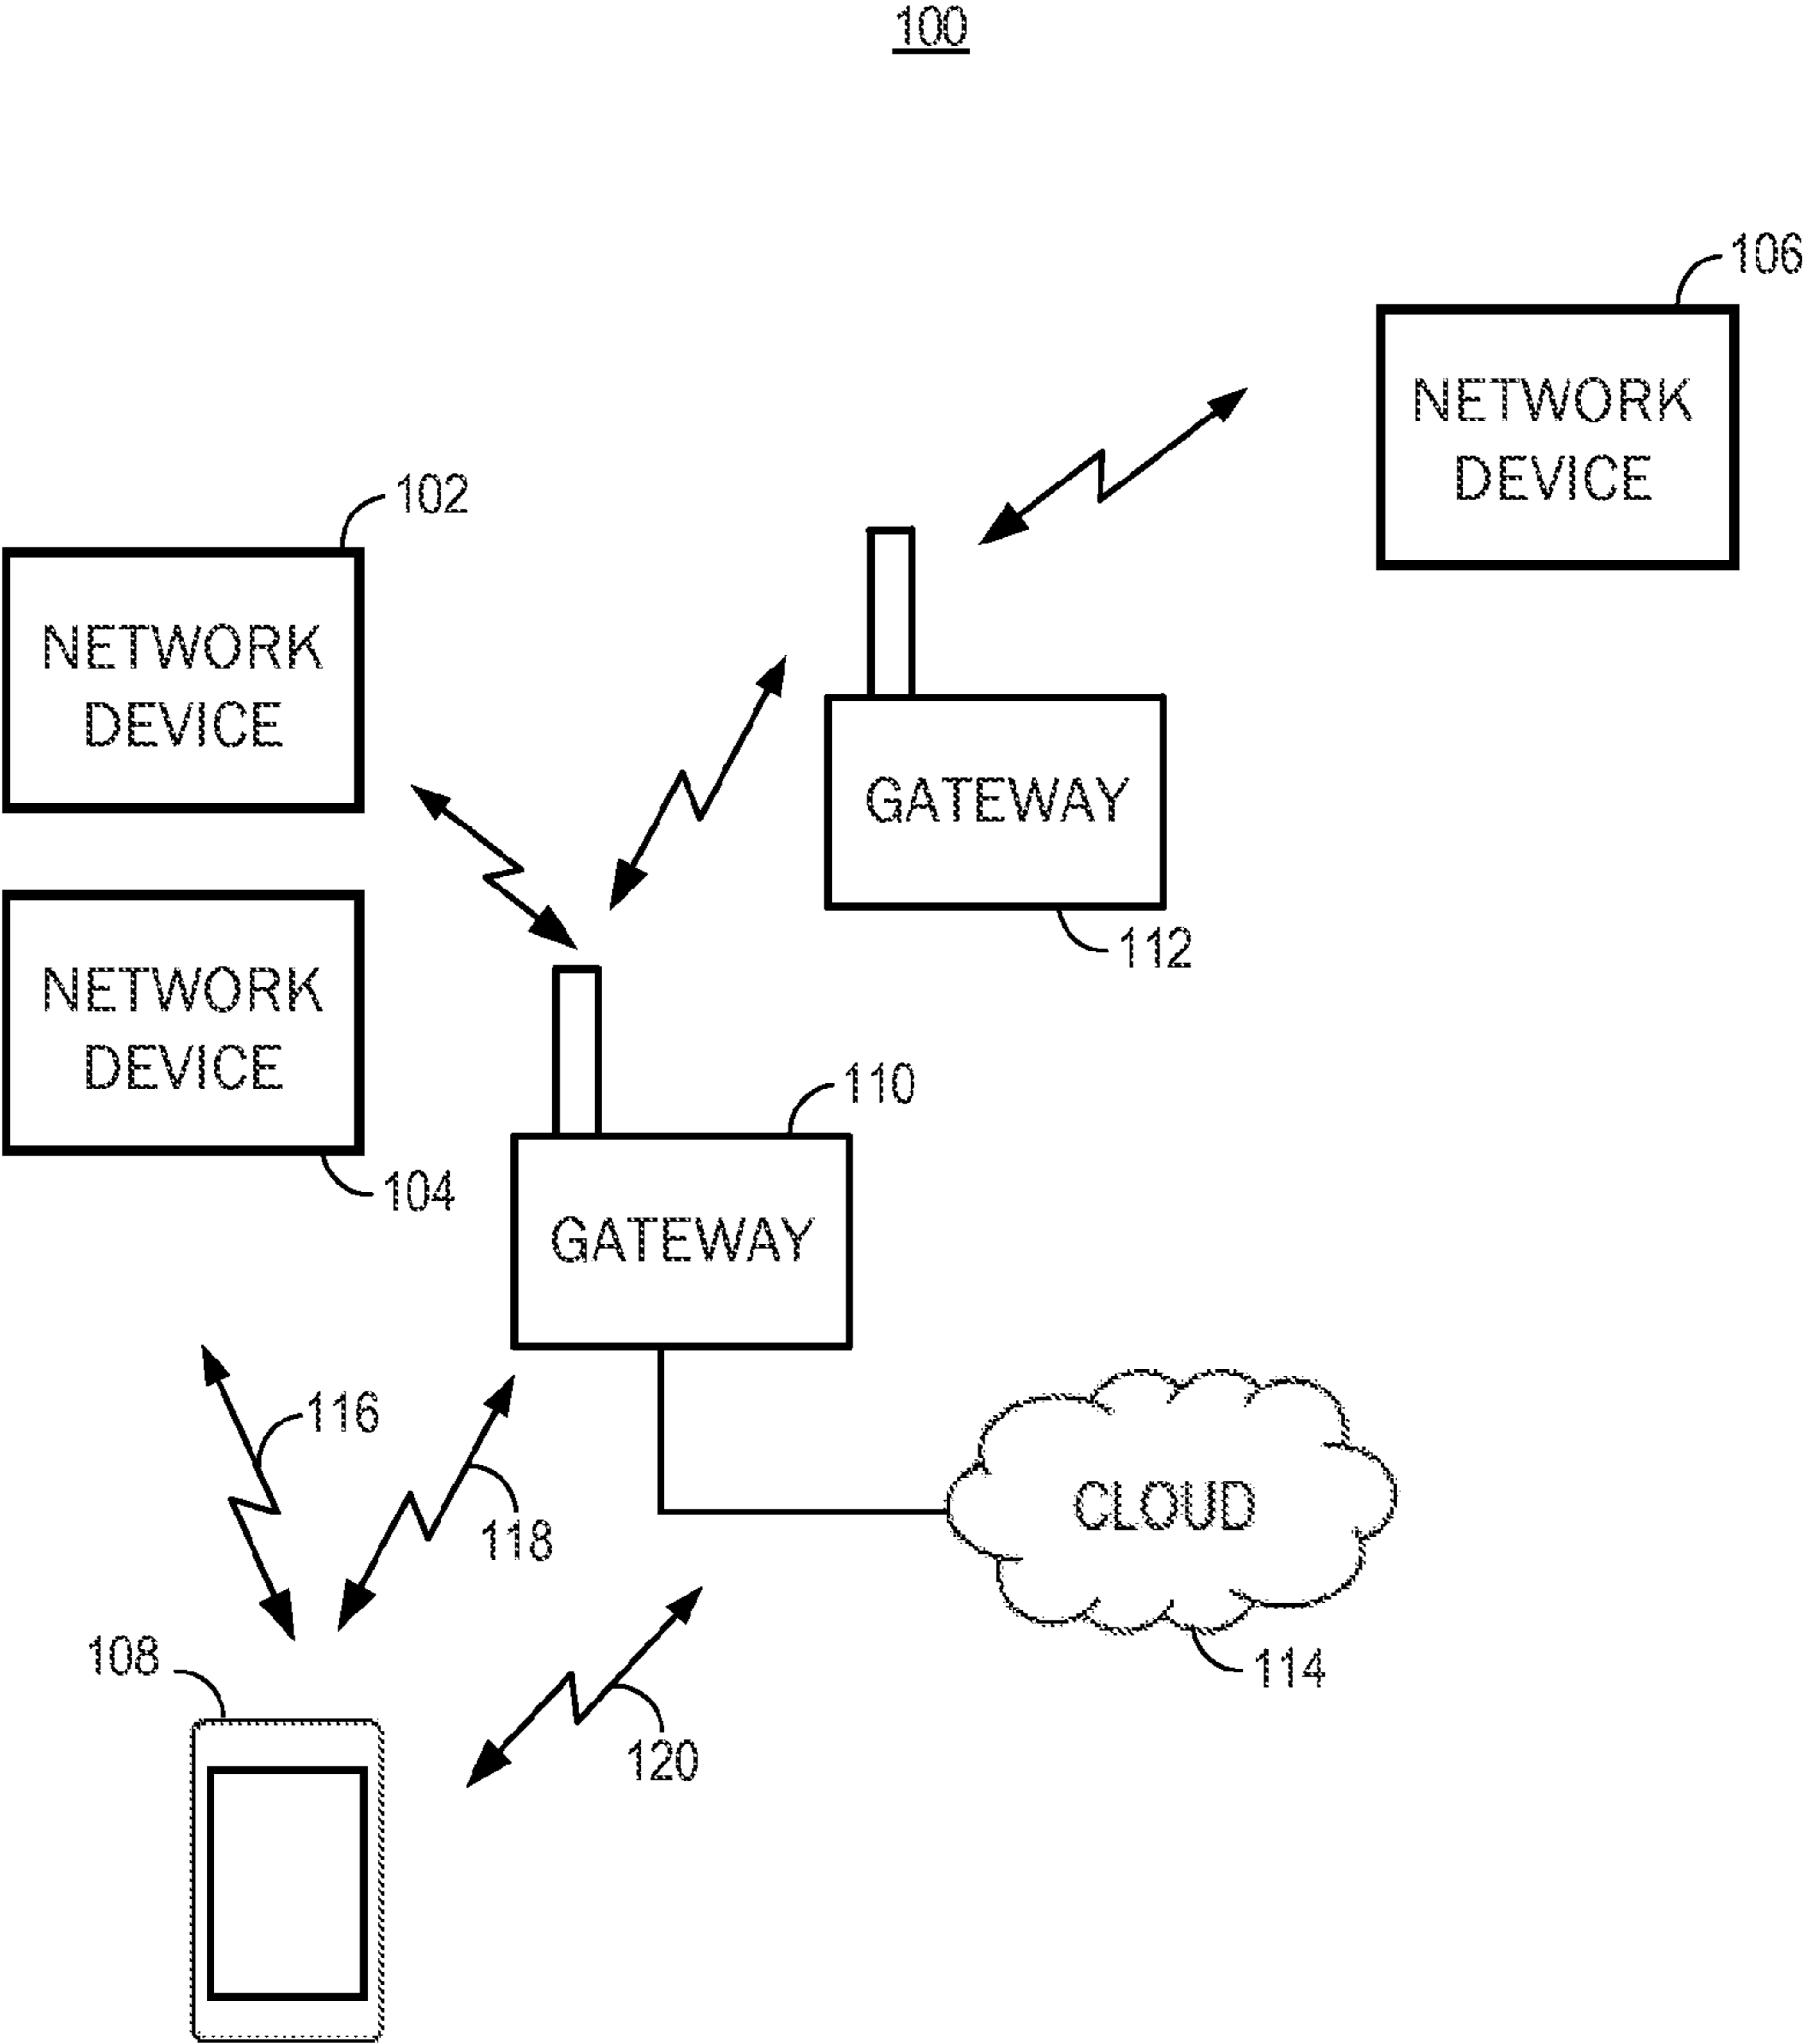 100
106
NETWORK
DEVICE
102
NETWORK
DEVICE
GATEWAY
112
NETWORK
DEVICE
104
110
GATEWAY
116
118
CLOUD
114
108
120